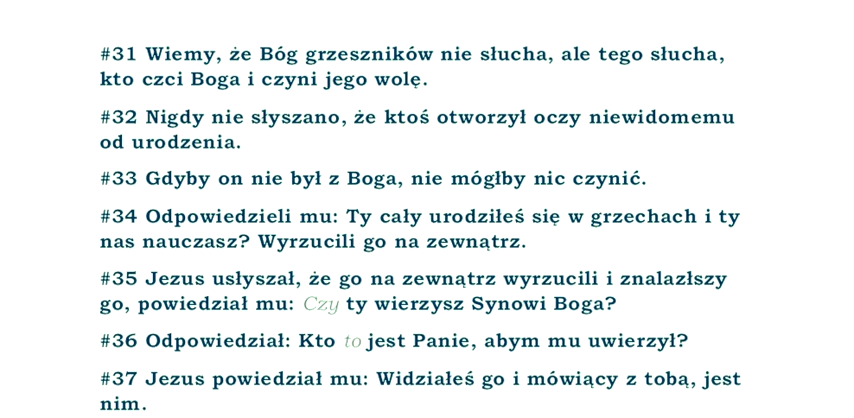 #31 Wiemy, że Bóg grzeszników nie słucha, ale tego słucha,
kto czci Boga i czyni jego wolę.
#32 Nigdy nie słyszano, że ktoś otworzył oczy niewidomemu
od urodzenia.
#33 Gdyby on nie był z Boga, nie mógłby nic czynić.
#34 Odpowiedzieli mu: Ty cały urodziłeś się w grzechach i ty
nas nauczasz? Wyrzucili go na zewnątrz.
#35 Jezus usłyszał, że go na zewnątrz wyrzucili i znalazłszy
go, powiedział mu: Czy ty wierzysz Synowi Boga?
#36 Odpowiedział: Kto to jest Panie, abym mu uwierzył?
#37 Jezus powiedział mu: Widziałeś go i mówiący z tobą, jest
nim.